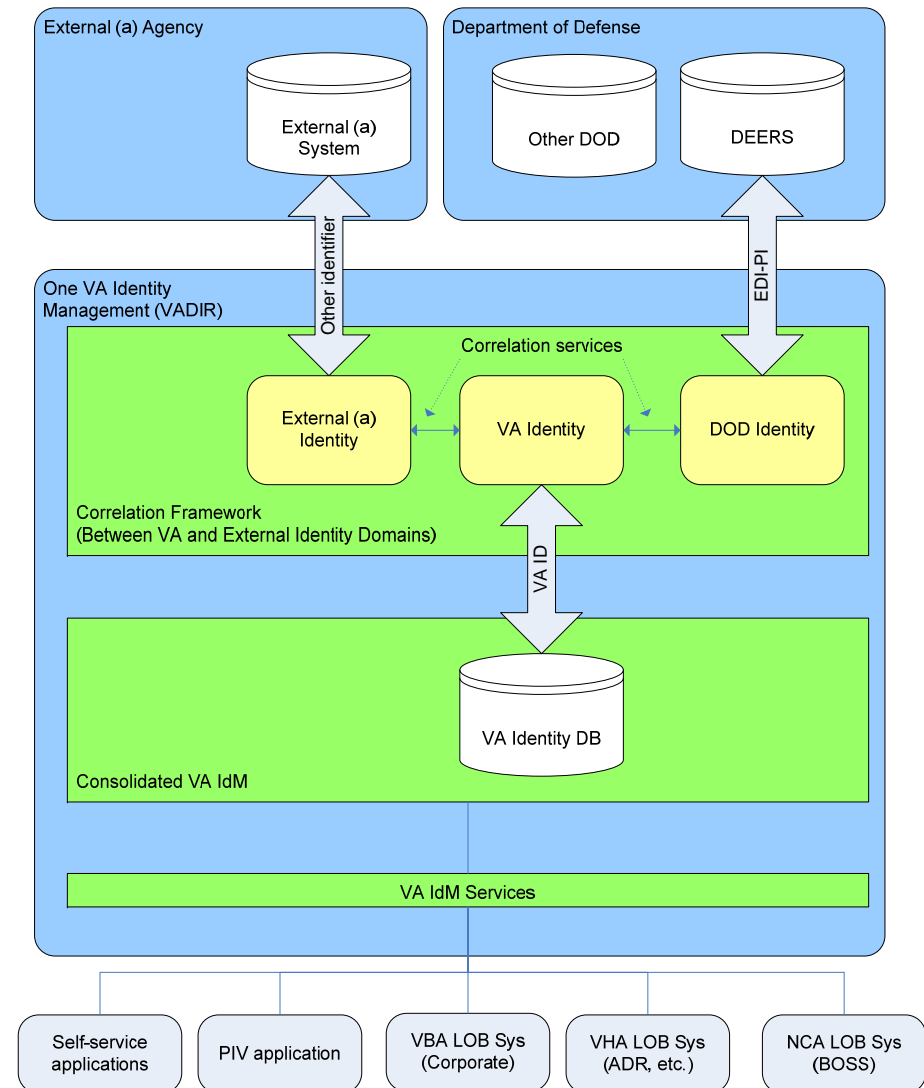 External (a) Agency
Department of Defense
External (a)
System
Other DOD
DEERS
Other identifier
EDI-PI
One VA Identity
Management (VADIR)
Correlation services
External (a)
Identity
VA Identity
DOD Identity
Correlation Framework
(Between VA and External Identity Domains)
VA ID
VA Identity DB
Consolidated VA IdM
VA IdM Services
Self-service
applications
PIV application
VBA LOB Sys
(Corporate)
VHA LOB Sys
(ADR, etc.)
NCA LOB Sys
(BOSS)